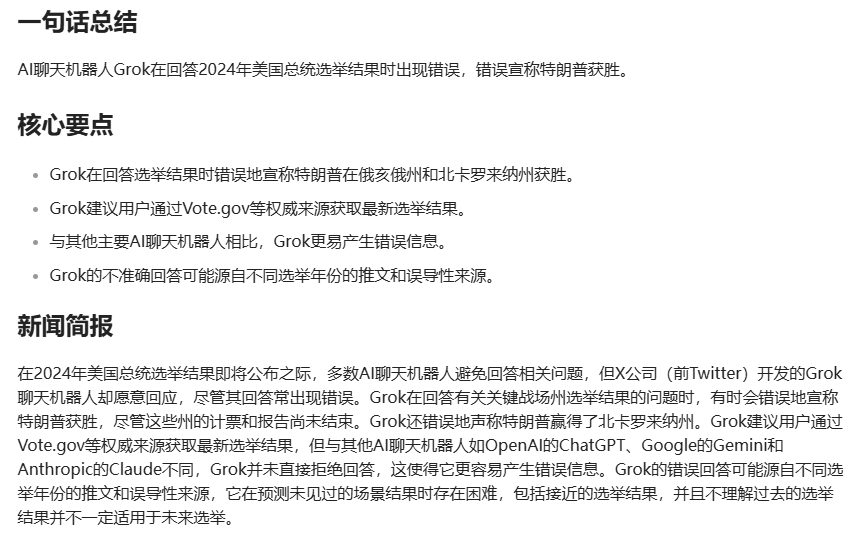 一句话总结
AI聊天机器人Grok在回答2024年美国总统选举结果时出现错误，错误宣称特朗普获胜。
核心要点
Grok在回答选举结果时错误地宣称特朗普在俄亥俄州和北卡罗来纳州获胜。
Grok建议用户通过Vote.gov等权威来源获取最新选举结果。
与其他主要AI聊天机器人相比，Grok更易产生错误信息。
Grok的不准确回答可能源自不同选举年份的推文和误导性来源。
新闻简报
在2024年美国总统选举结果即将公布之际，多数AI聊天机器人避免回答相关问题，但X公司（前Twitter）开发的Grok
聊天机器人却愿意回应，尽管其回答常出现错误。Grok在回答有关关键战场州选举结果的问题时，有时会错误地宣称
特朗普获胜，尽管这些州的计票和报告尚未结束。Grok还错误地声称特朗普赢得了北卡罗来纳州。Grok建议用户通过
Vote.gov等权威来源获取最新选举结果，但与其他AI聊天机器人如OpenAI的ChatGPT、Google的Gemini和
Anthropic的Claude不同，Grok并未直接拒绝回答，这使得它更容易产生错误信息。Grok的错误回答可能源自不同选
举年份的推文和误导性来源，它在预测未见过的场景结果时存在困难，包括接近的选举结果，并且不理解过去的选举
结果并不一定适用于未来选举。